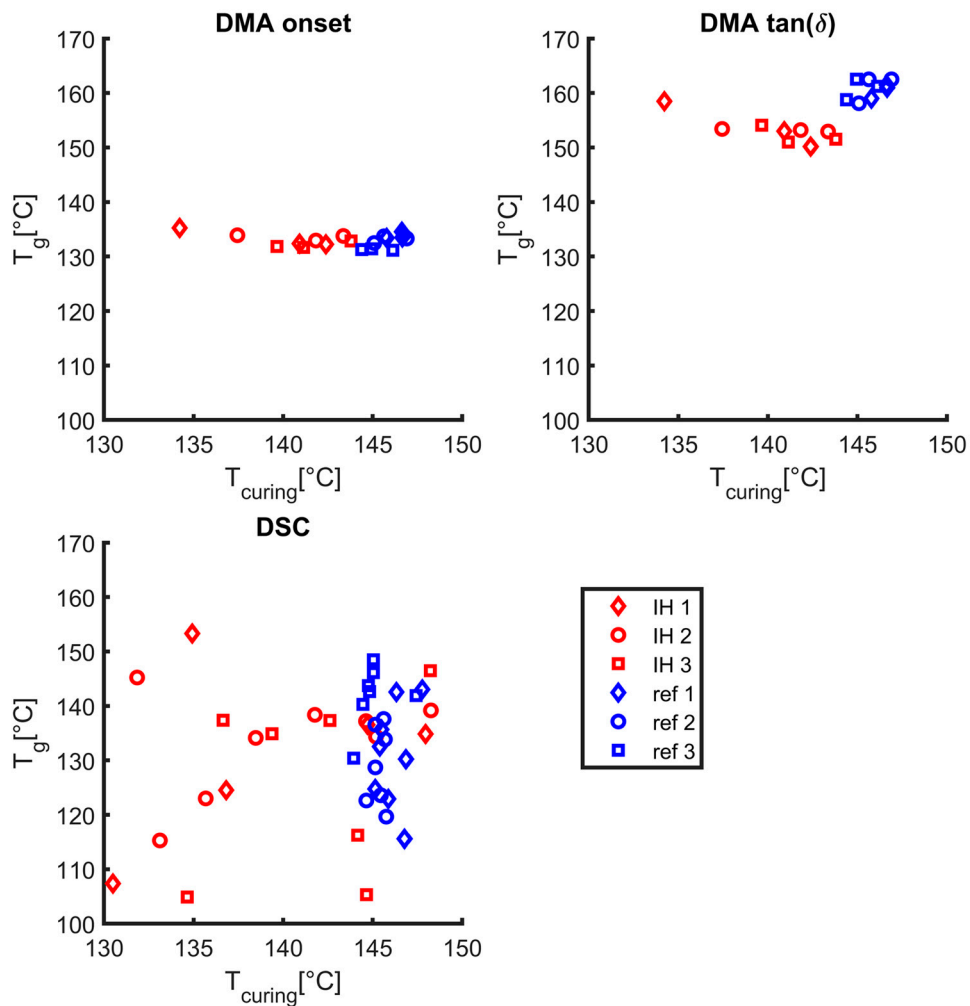 DMA onset
170
160
150
140
130
120
110
100
T_g[°C]
130
135
140
145
150
T_curing[°C]
DMA tan(δ)
170
160
150
140
130
120
110
100
T_g[°C]
130
135
140
145
150
T_curing[°C]
DSC
170
160
150
140
130
120
110
100
T_g[°C]
130
135
140
145
150
T_curing[°C]
IH 1
IH 2
IH 3
ref 1
ref 2
ref 3